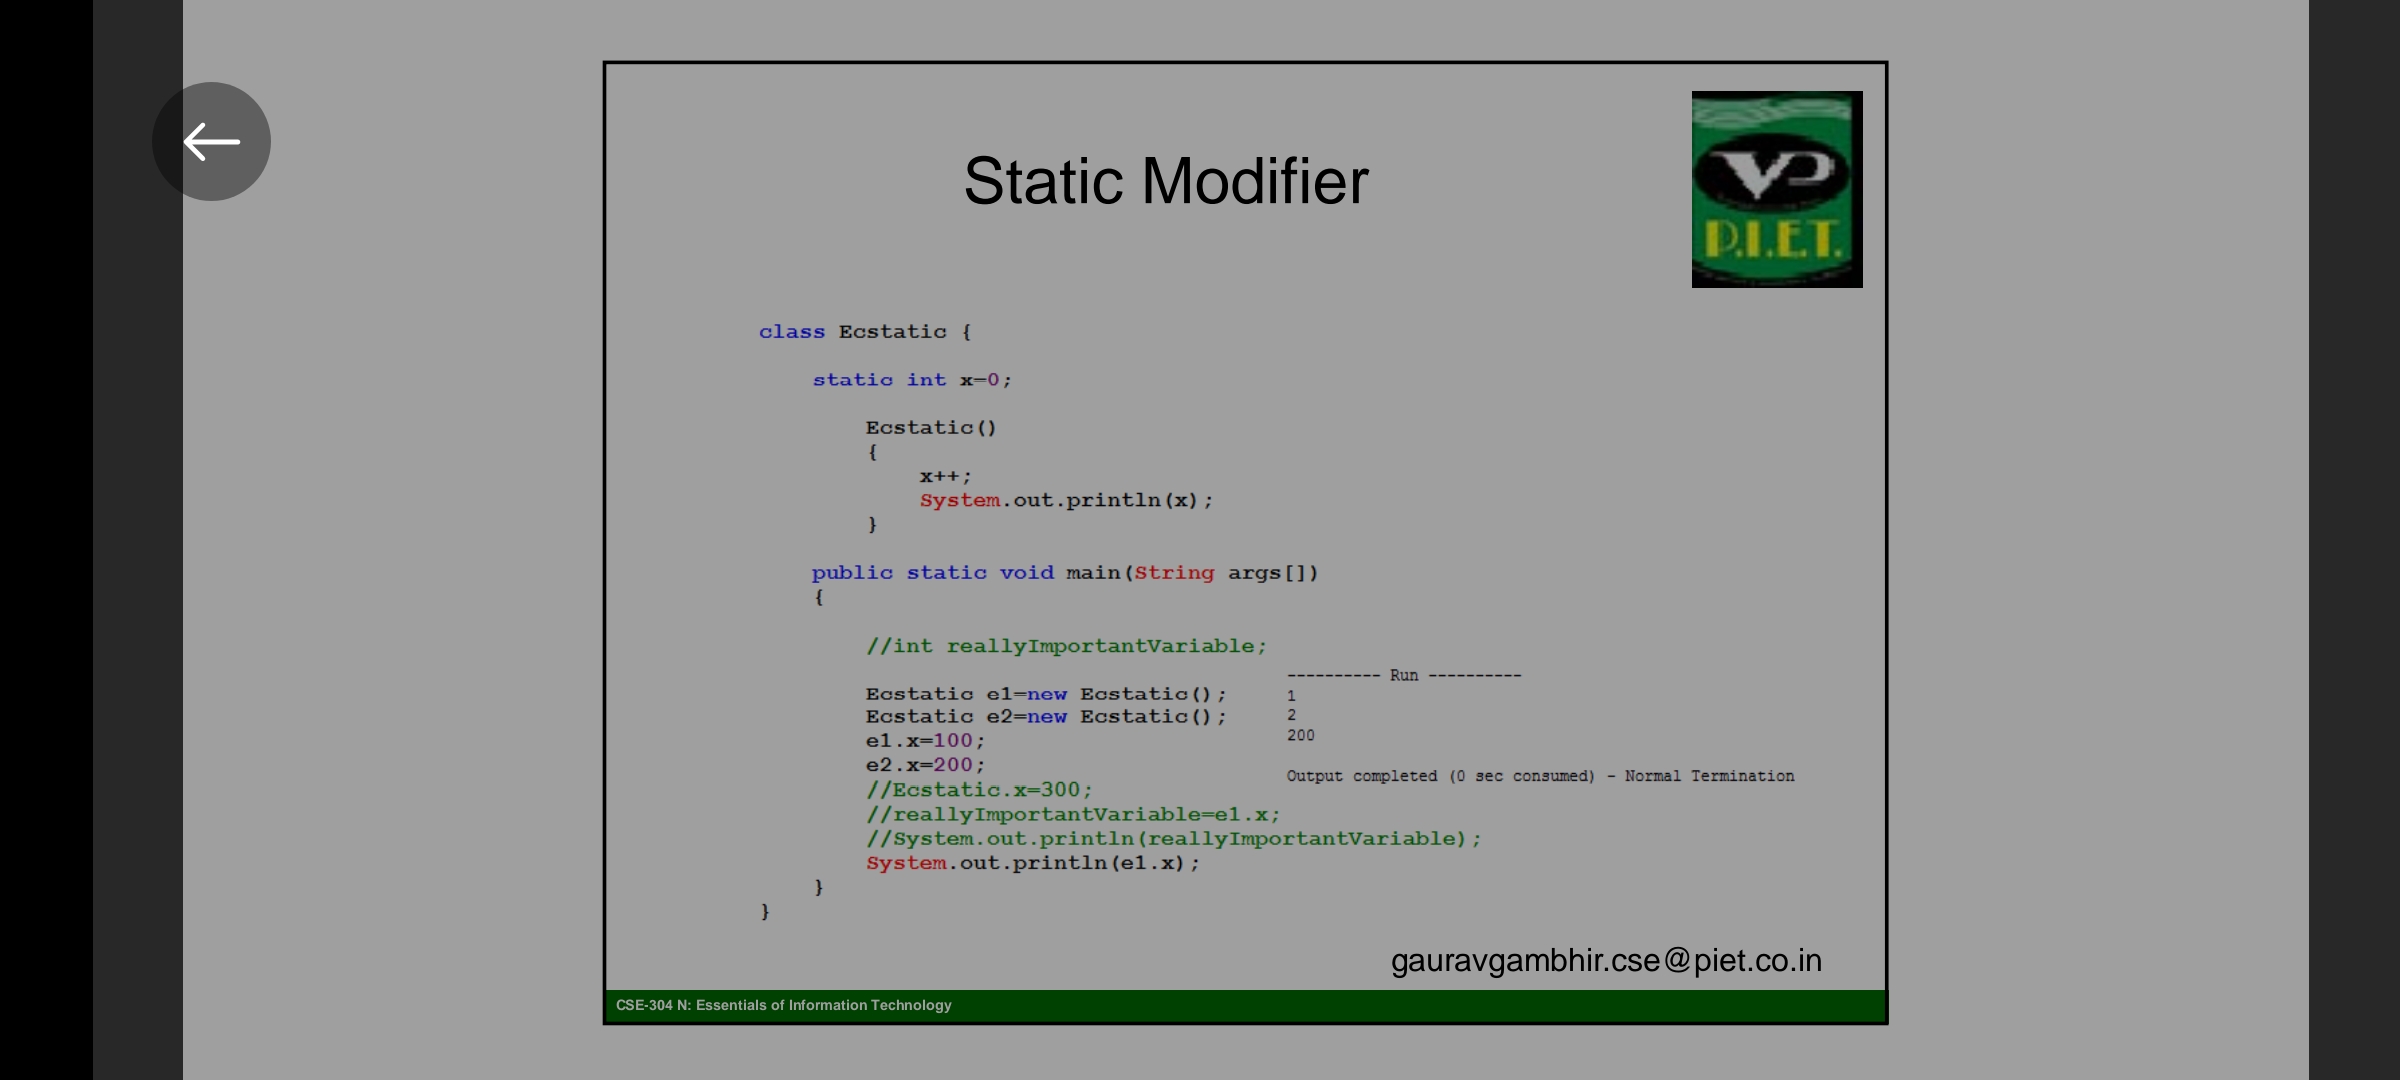 Static Modifier
VP
P.I.E.T.
class Ecstatic {
static int x=0;
Ecstatic()
{
x++;
System.out.println(x);
}
public static void main(String args[])
{
//int reallyImportantVariable;
Ecstatic e1=new Ecstatic();
Ecstatic e2=new Ecstatic();
e1.x=100;
e2.x=200;
//Ecstatic.x=300;
//reallyImportantVariable=e1.x;
//System.out.println(reallyImportantVariable);
System.out.println(e1.x);
}
}
---------- Run ----------
1
2
200
Output completed (0 sec consumed) - Normal Termination
gauravgambhir.cse@piet.co.in
CSE-304 N: Essentials of Information Technology